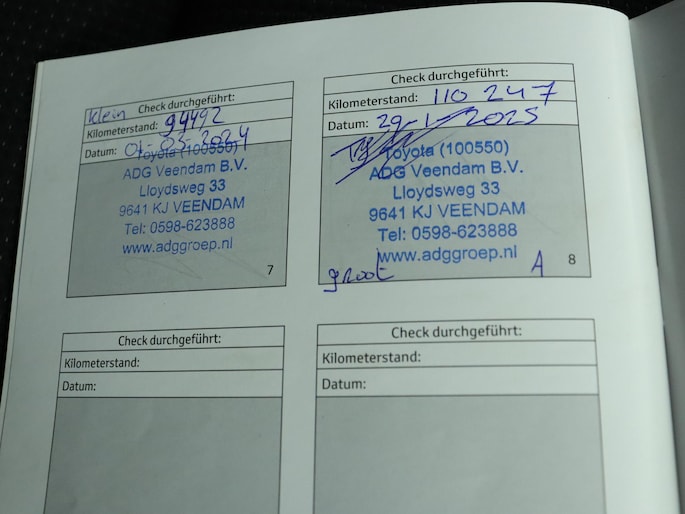 klein Check durchgeführt:
Kilometerstand: 94492
Datum: 01-03-2024
Toyota (100550)
ADG Veendam B.V.
Lloydsweg 33
9641 KJ VEENDAM
Tel: 0598-623888
www.adggroep.nl
7
Check durchgeführt:
Kilometerstand: 110 247
Datum: 29-1-2025
Toyota (100550)
ADG Veendam B.V.
Lloydsweg 33
9641 KJ VEENDAM
Tel: 0598-623888
www.adggroep.nl
groot A 8
Check durchgeführt:
Kilometerstand:
Datum:
Check durchgeführt:
Kilometerstand:
Datum: